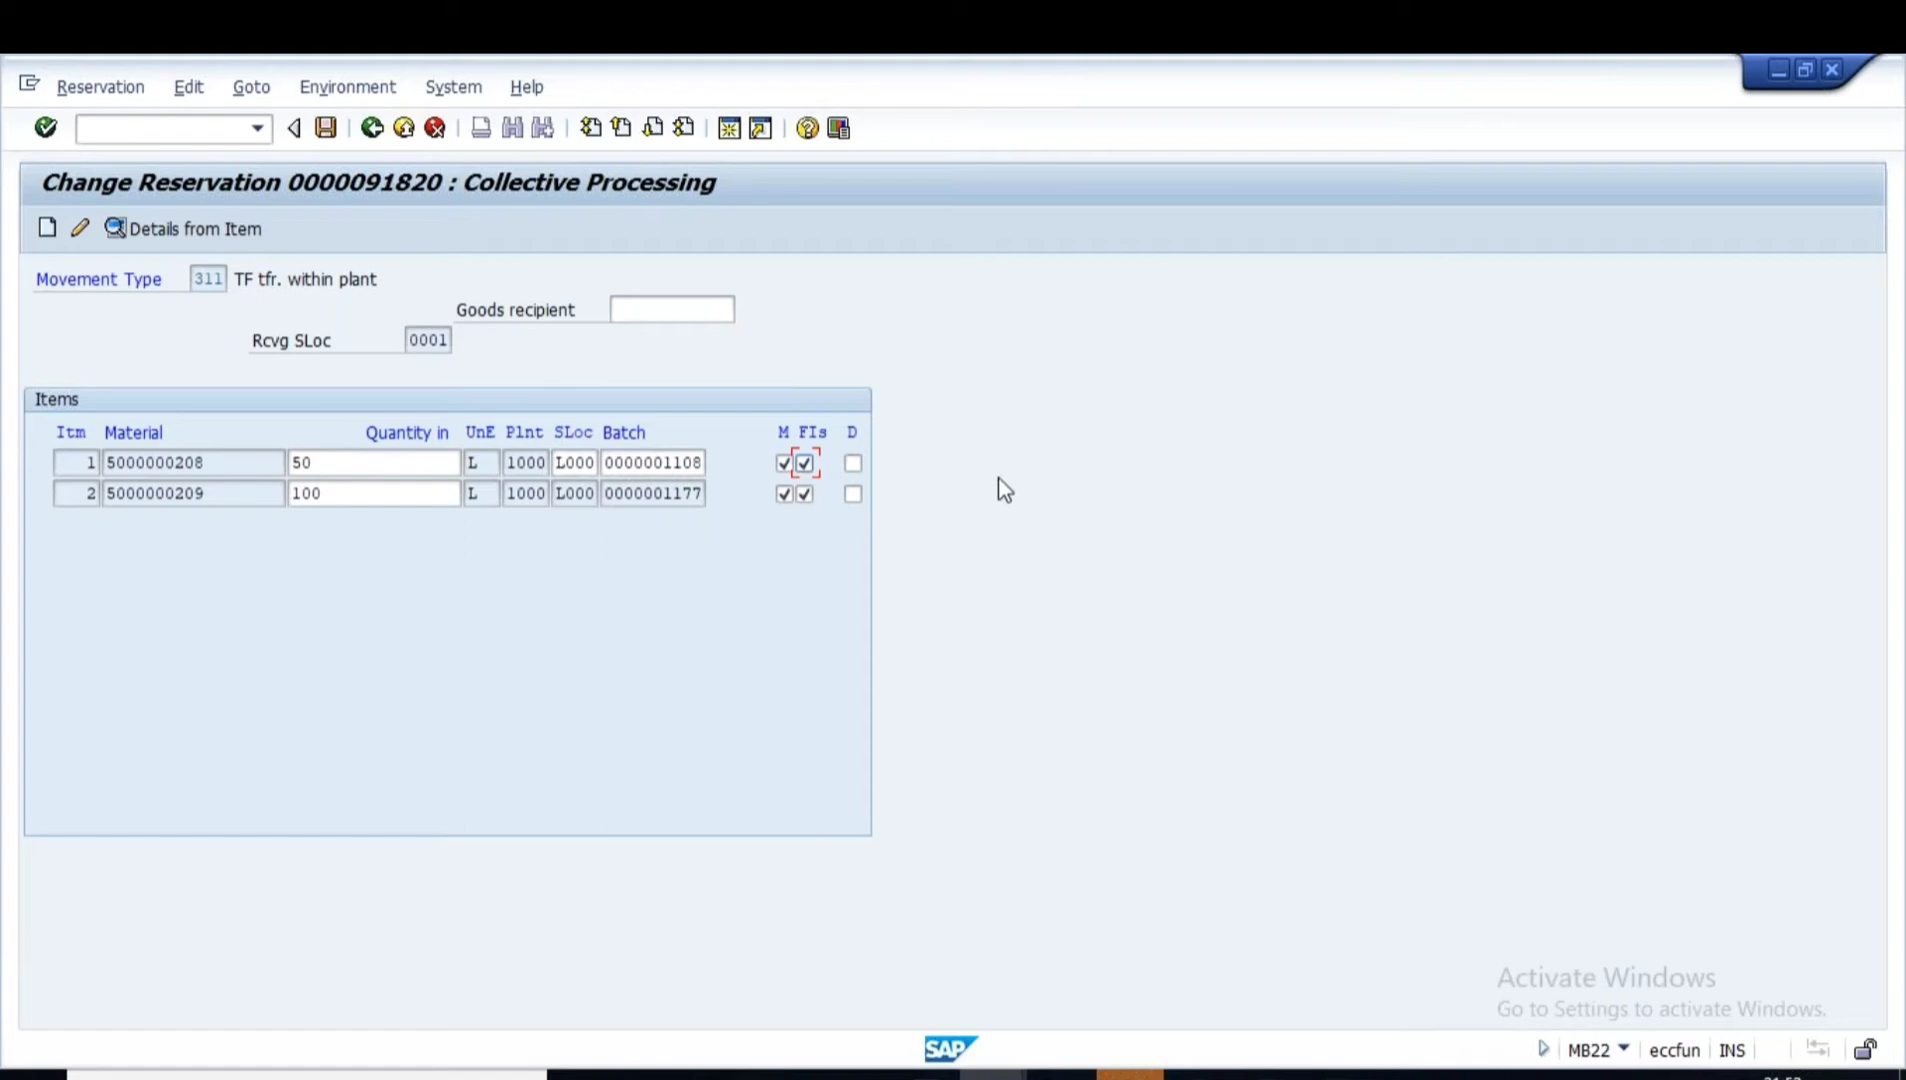 Reservation Edit Goto Environment System Help
Change Reservation 0000091820 : Collective Processing
Details from Item
Movement Type 311 TF tfr. within plant
Goods recipient
Rcvg SLoc 0001
Items
Itm Material Quantity in UnE Plnt SLoc Batch M FIs D
1 5000000208 50 L 1000 L000 0000001108
2 5000000209 100 L 1000 L000 0000001177
Activate Windows
Go to Settings to activate Windows.
SAP MB22 eccfun INS